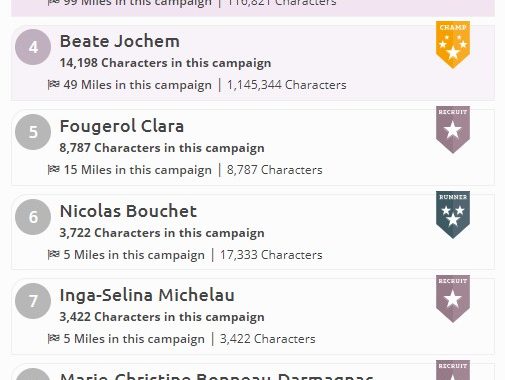 99 Miles in this campaign | 116,821 Characters
4
Beate Jochem
CHAMP
14,198 Characters in this campaign
49 Miles in this campaign | 1,145,344 Characters
5
Fougerol Clara
RECRUIT
8,787 Characters in this campaign
15 Miles in this campaign | 8,787 Characters
6
Nicolas Bouchet
RUNNER
3,722 Characters in this campaign
5 Miles in this campaign | 17,333 Characters
7
Inga-Selina Michelau
RECRUIT
3,422 Characters in this campaign
5 Miles in this campaign | 3,422 Characters
Marie-Christine Bonneau-Darmagnac
RECRUIT